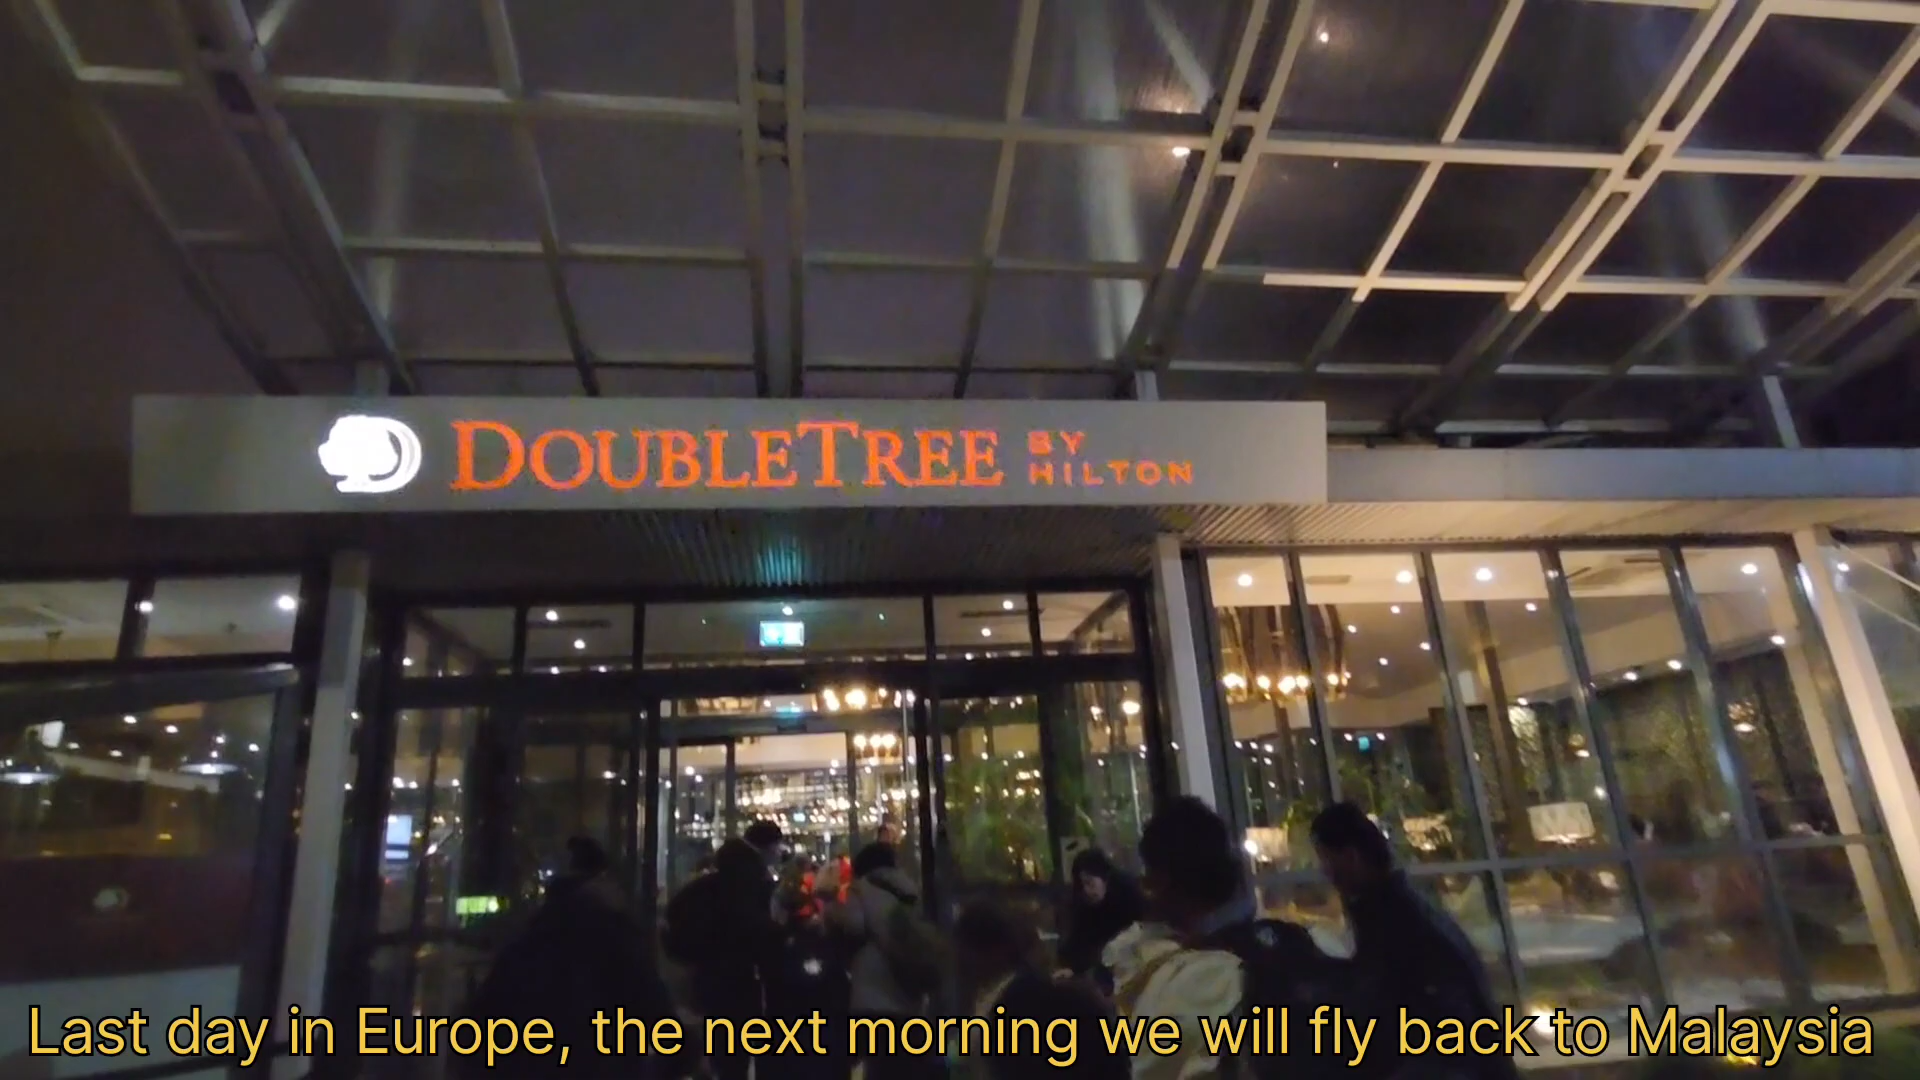 DOUBLETREE BY
HILTON
Last day in Europe, the next morning we will fly back to Malaysia